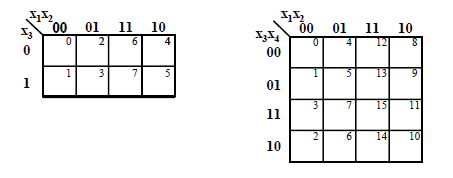 x₁x₂
x₃ 00 01 11 10
0 0 2 6 4
1 1 3 7 5
x₁x₂
x₃x₄ 00 01 11 10
00 0 4 12 8
01 1 5 13 9
11 3 7 15 11
10 2 6 14 10